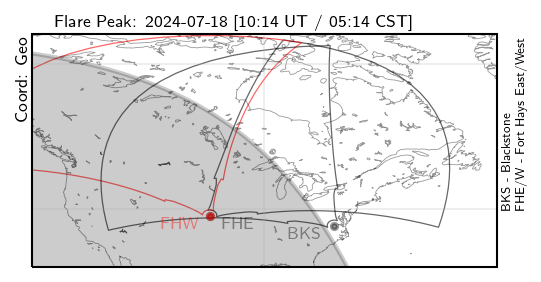 Flare Peak: 2024-07-18 [10:14 UT / 05:14 CST]
Coord: Geo
FHW
FHE
BKS
BKS - Blackstone
FHE/W - Fort Hays East/West